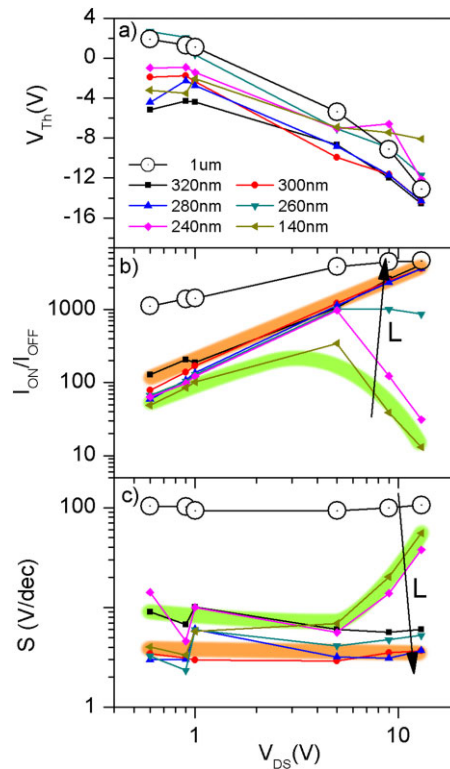 a)
V_Th(V)
4
0
-4
-8
-12
-16
1um
320nm 300nm
280nm 260nm
240nm 140nm
b)
I_ON/I_OFF
1000
100
10
L
c)
S (V/dec)
100
1
L
1 10
V_DS(V)